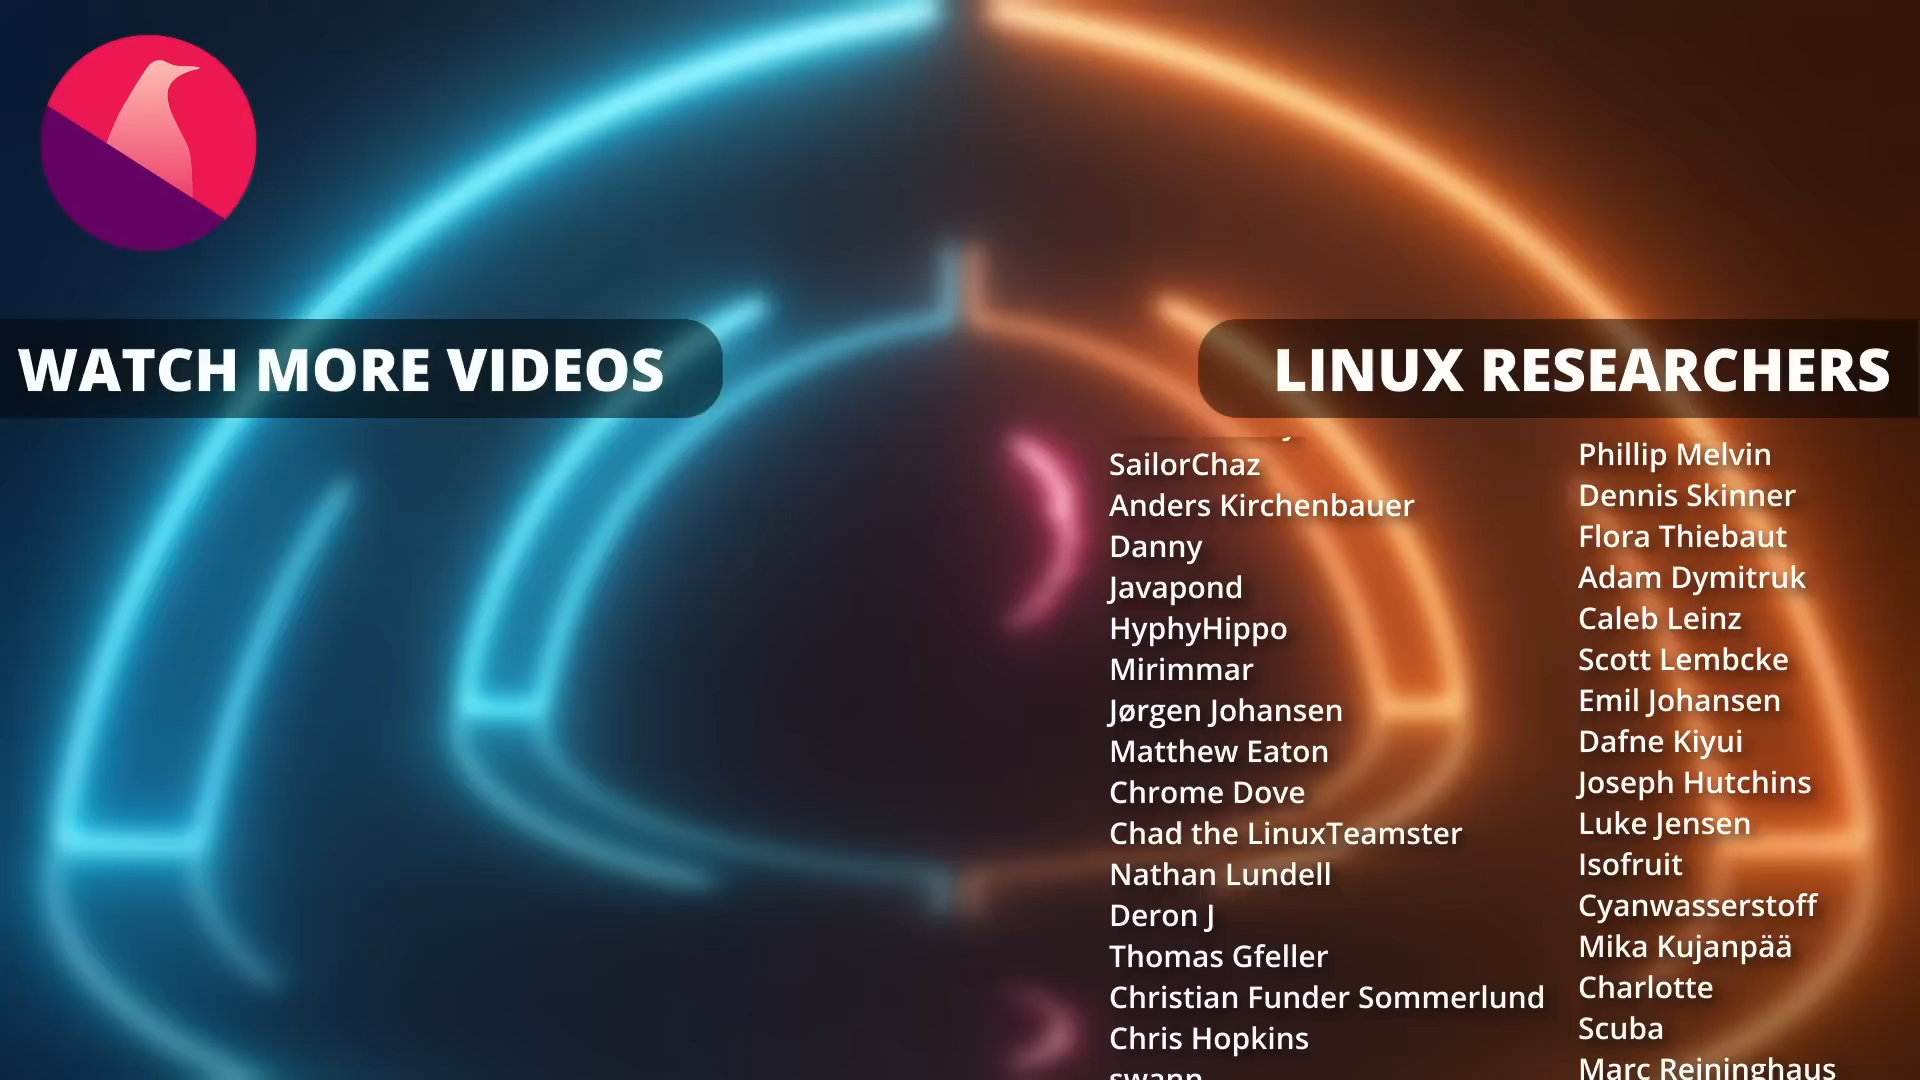 WATCH MORE VIDEOS
LINUX RESEARCHERS
SailorChaz
Anders Kirchenbauer
Danny
Javapond
HyphyHippo
Mirimmar
Jørgen Johansen
Matthew Eaton
Chrome Dove
Chad the LinuxTeamster
Nathan Lundell
Deron J
Thomas Gfeller
Christian Funder Sommerlund
Chris Hopkins
swann
Phillip Melvin
Dennis Skinner
Flora Thiebaut
Adam Dymitruk
Caleb Leinz
Scott Lembcke
Emil Johansen
Dafne Kiyui
Joseph Hutchins
Luke Jensen
Isofruit
Cyanwasserstoff
Mika Kujanpää
Charlotte
Scuba
Marc Reininghaus